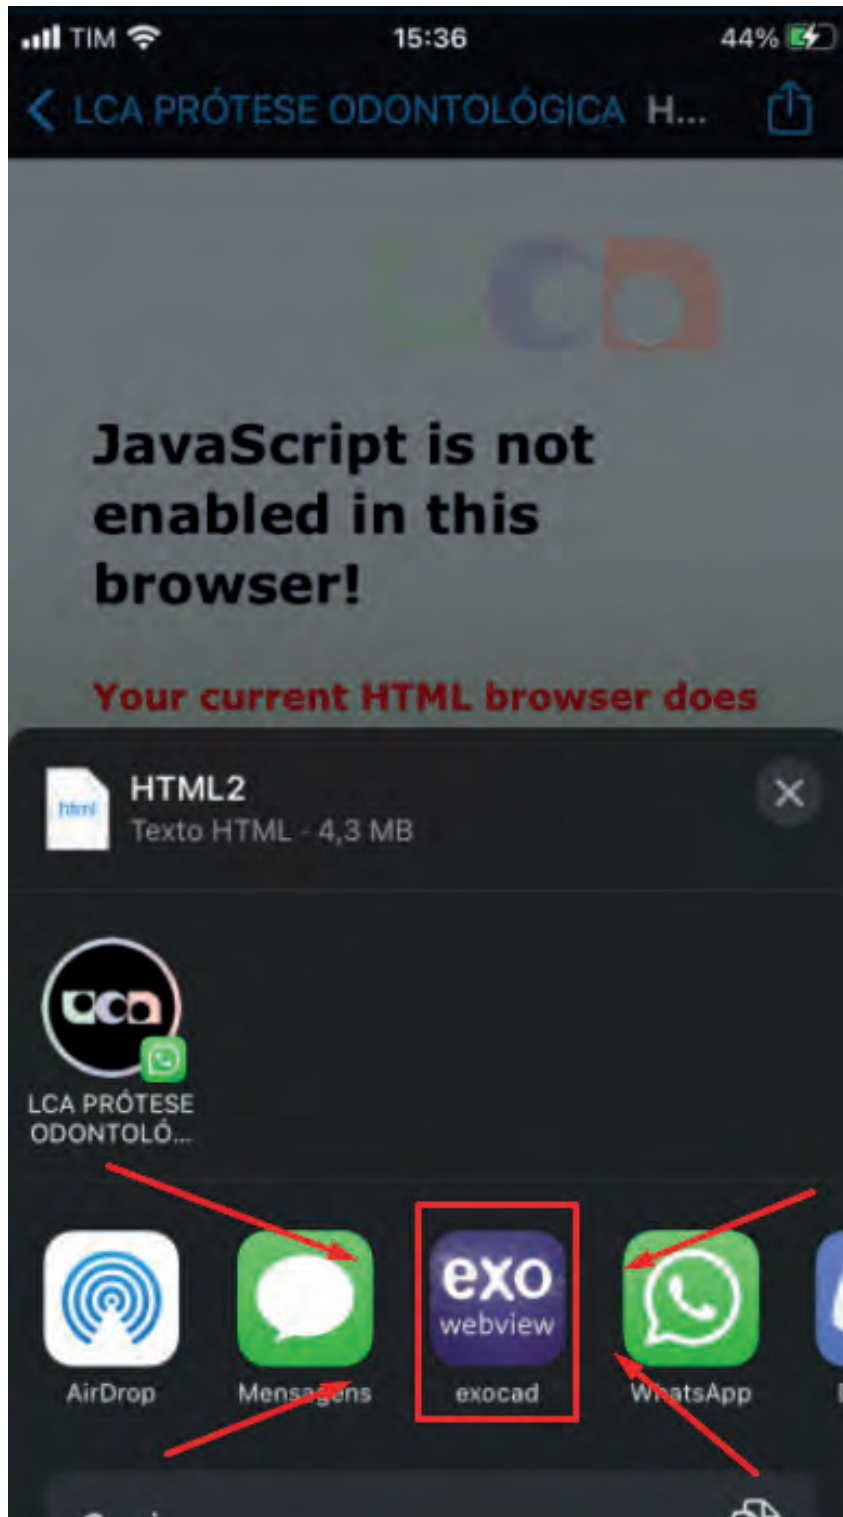 TIM 15:36 44%
LCA PRÓTESE ODONTOLÓGICA H...
JavaScript is not
enabled in this
browser!
Your current HTML browser does
html
HTML2
Texto HTML - 4,3 MB
LCA PRÓTESE
ODONTOLÓ...
exo
webview
AirDrop Mensagens exocad WhatsApp